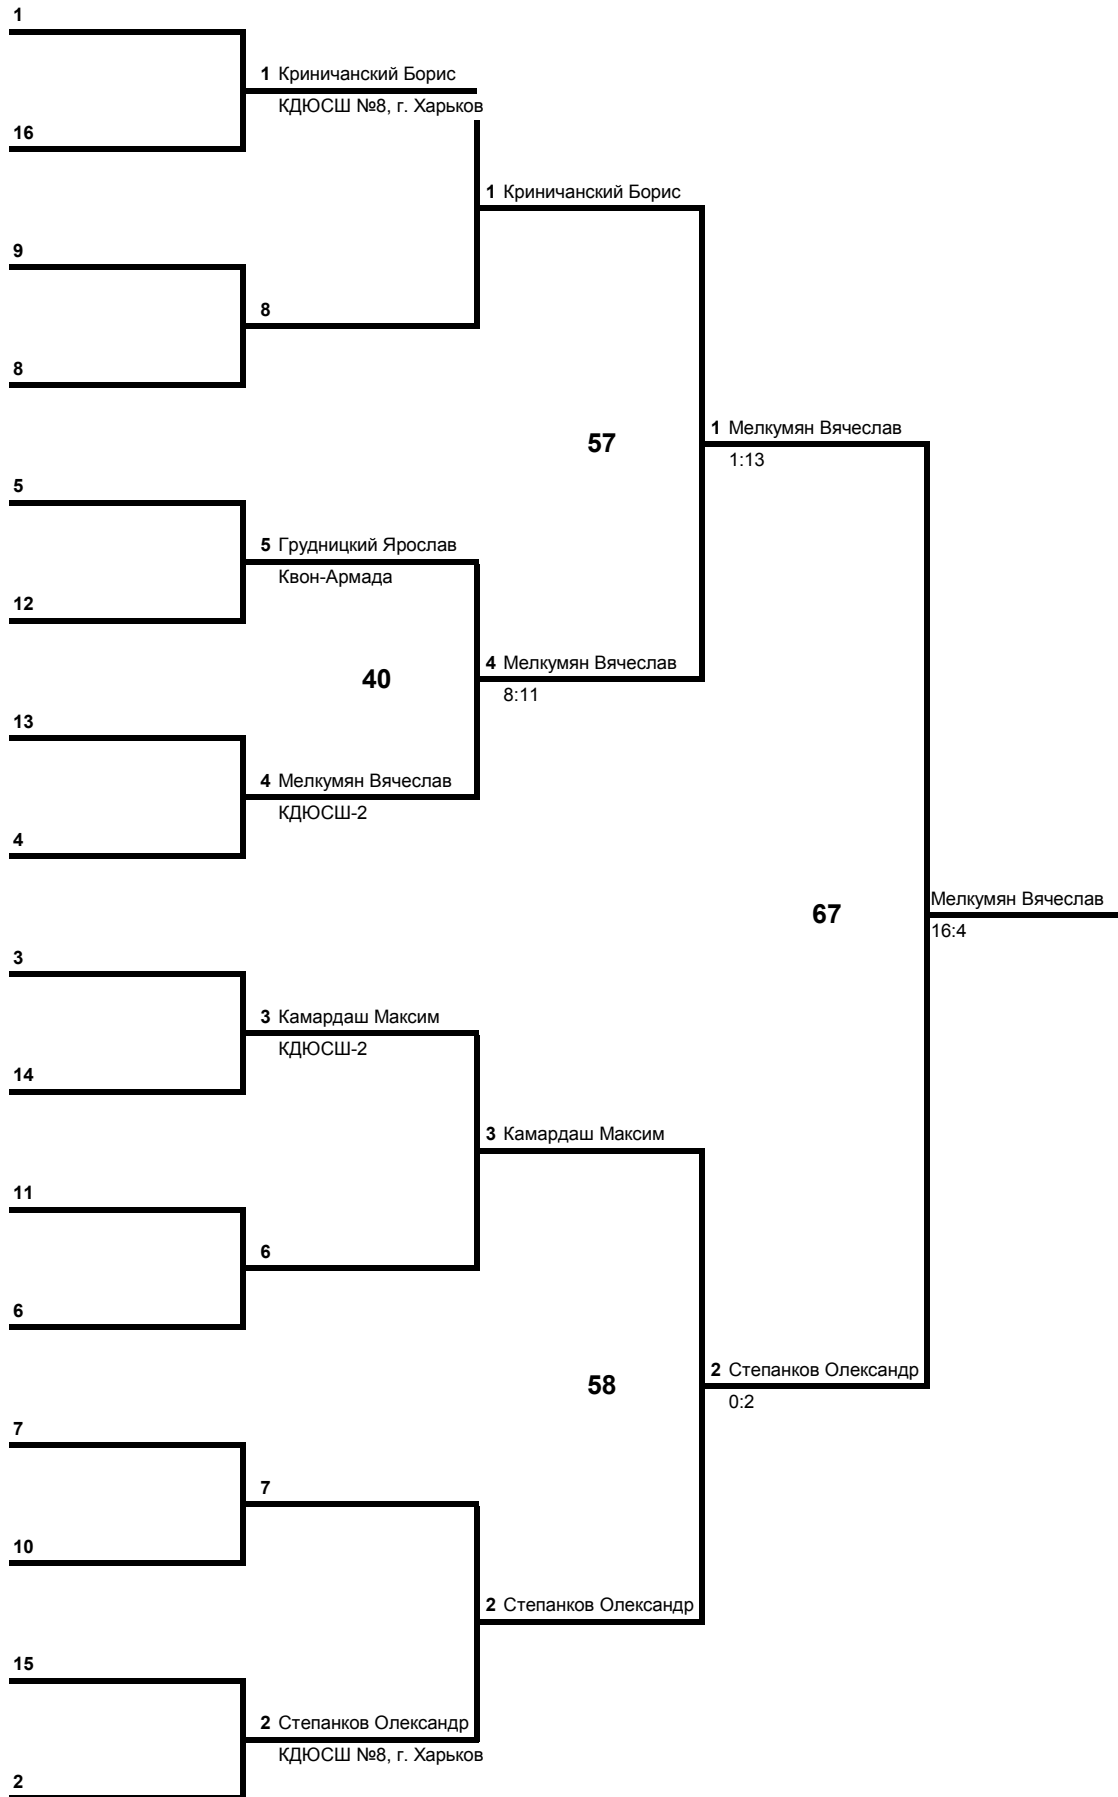 1
1 Криничанский Борис
КДЮСШ №8, г. Харьков
16
1 Криничанский Борис
9
8
8
1 Мелкумян Вячеслав
57
1:13
5
5 Грудницкий Ярослав
Квон-Армада
12
4 Мелкумян Вячеслав
40
8:11
13
4 Мелкумян Вячеслав
КДЮСШ-2
4
Мелкумян Вячеслав
67
16:4
3
3 Камардаш Максим
КДЮСШ-2
14
3 Камардаш Максим
11
6
6
2 Степанков Олександр
58
0:2
7
7
10
2 Степанков Олександр
15
2 Степанков Олександр
КДЮСШ №8, г. Харьков
2